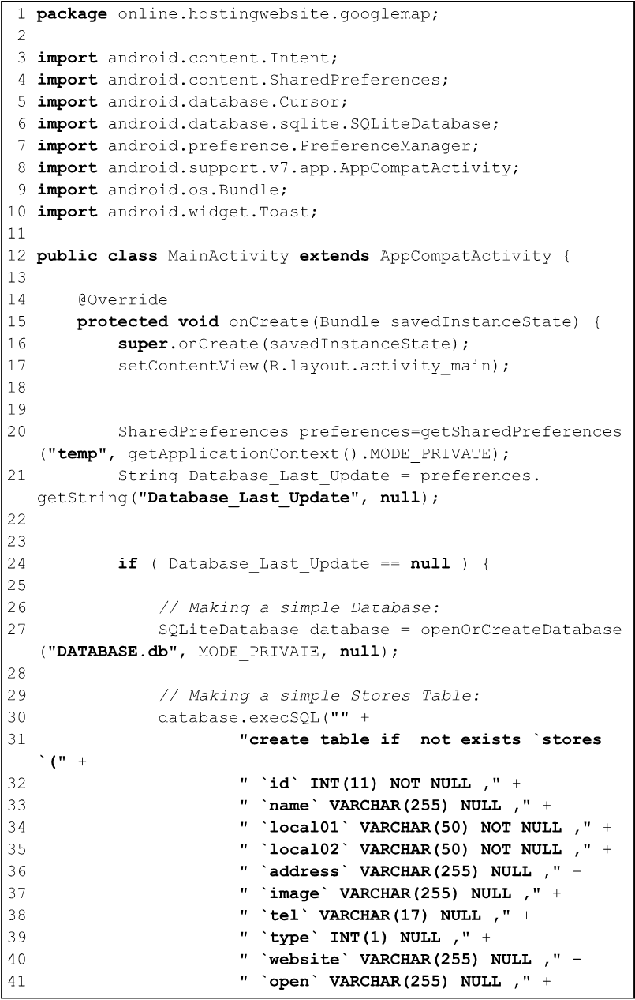 1 package online.hostingwebsite.googlemap;
2
3 import android.content.Intent;
4 import android.content.SharedPreferences;
5 import android.database.Cursor;
6 import android.database.sqlite.SQLiteDatabase;
7 import android.preference.PreferenceManager;
8 import android.support.v7.app.AppCompatActivity;
9 import android.os.Bundle;
10 import android.widget.Toast;
11
12 public class MainActivity extends AppCompatActivity {
13
14     @Override
15     protected void onCreate(Bundle savedInstanceState) {
16         super.onCreate(savedInstanceState);
17         setContentView(R.layout.activity_main);
18
19
20         SharedPreferences preferences=getSharedPreferences
("temp", getApplicationContext().MODE_PRIVATE);
21         String Database_Last_Update = preferences.
getString("Database_Last_Update", null);
22
23
24         if ( Database_Last_Update == null ) {
25
26             // Making a simple Database:
27             SQLiteDatabase database = openOrCreateDatabase
("DATABASE.db", MODE_PRIVATE, null);
28
29             // Making a simple Stores Table:
30             database.execSQL("" +
31                     "create table if  not exists `stores
`(" +
32                     " `id` INT(11) NOT NULL ," +
33                     " `name` VARCHAR(255) NULL ," +
34                     " `local01` VARCHAR(50) NOT NULL ," +
35                     " `local02` VARCHAR(50) NOT NULL ," +
36                     " `address` VARCHAR(255) NULL ," +
37                     " `image` VARCHAR(255) NULL ," +
38                     " `tel` VARCHAR(17) NULL ," +
39                     " `type` INT(1) NULL ," +
40                     " `website` VARCHAR(255) NULL ," +
41                     " `open` VARCHAR(255) NULL ," +